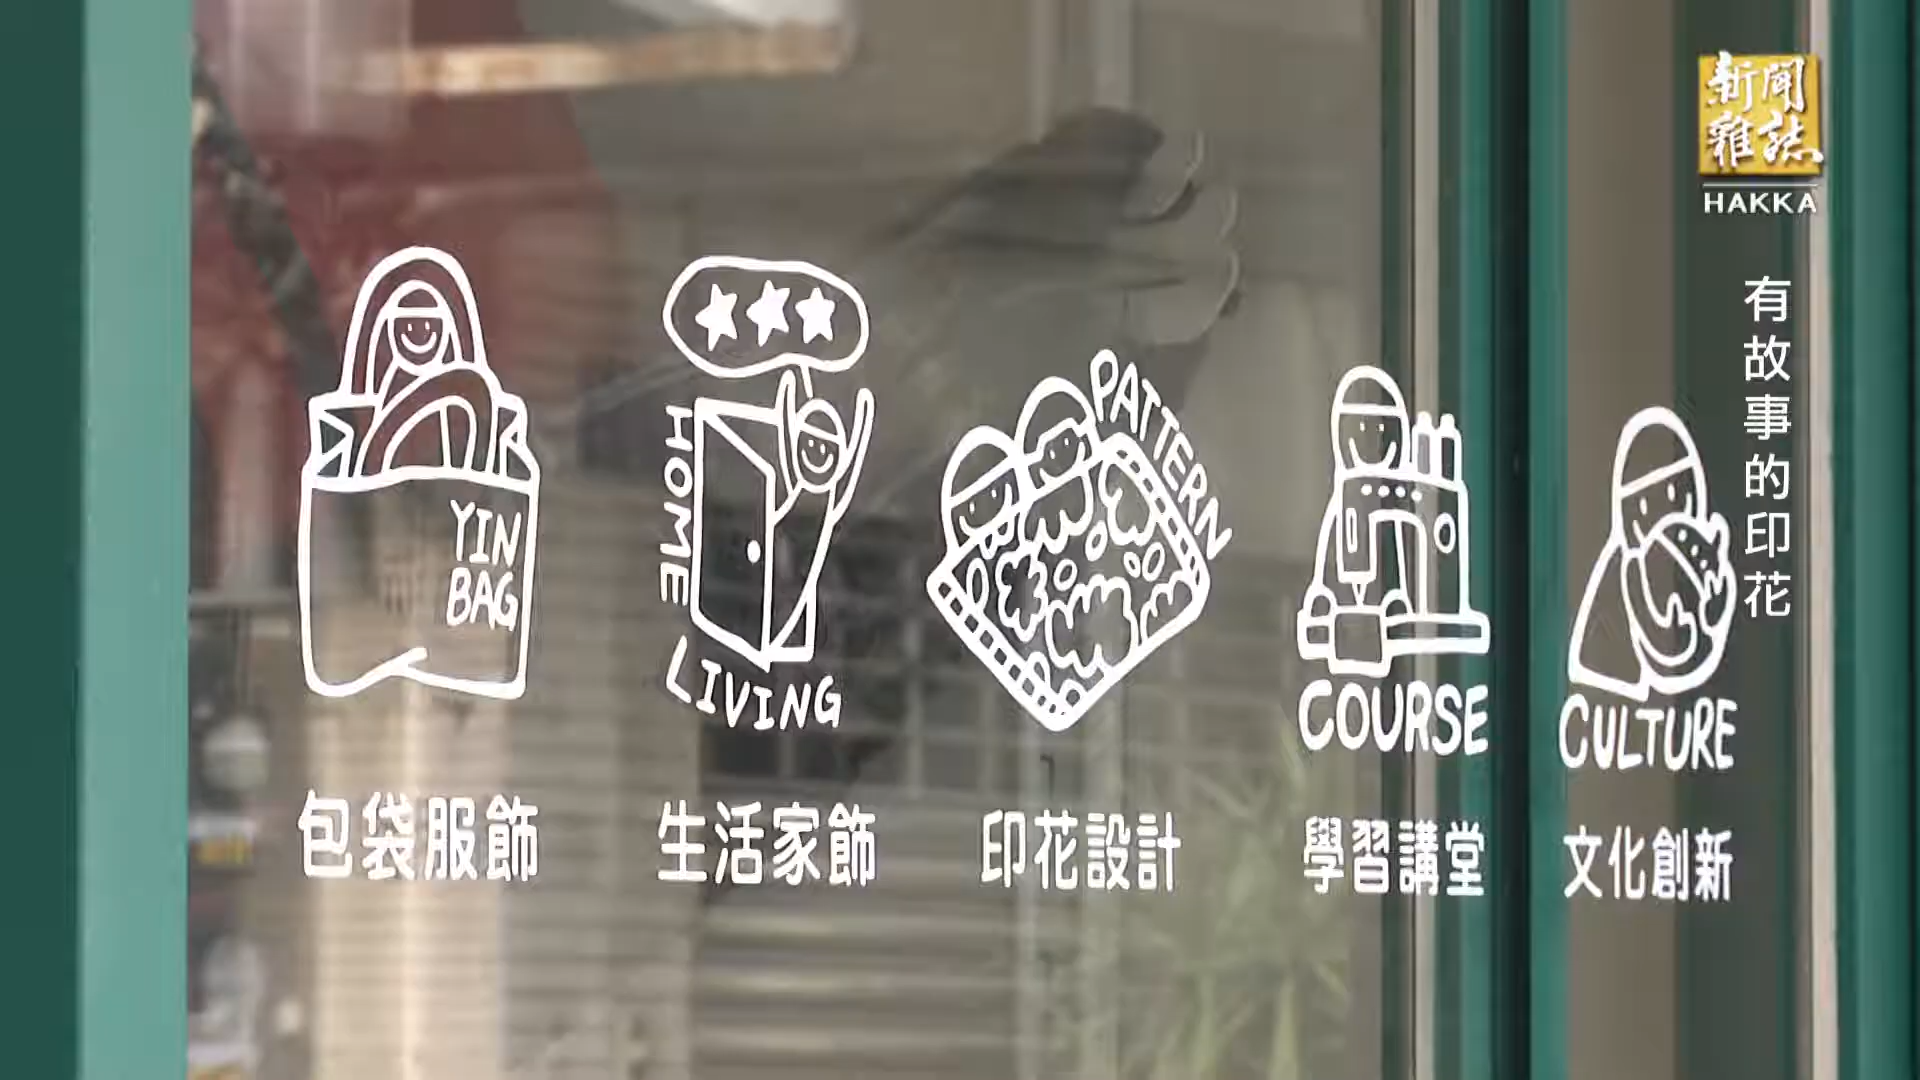 新聞
雜誌
HAKKA
有故事的印花
YIN
BAG
包袋服飾
HOME
LIVING
生活家飾
PATTERN
印花設計
COURSE
學習講堂
CULTURE
文化創新